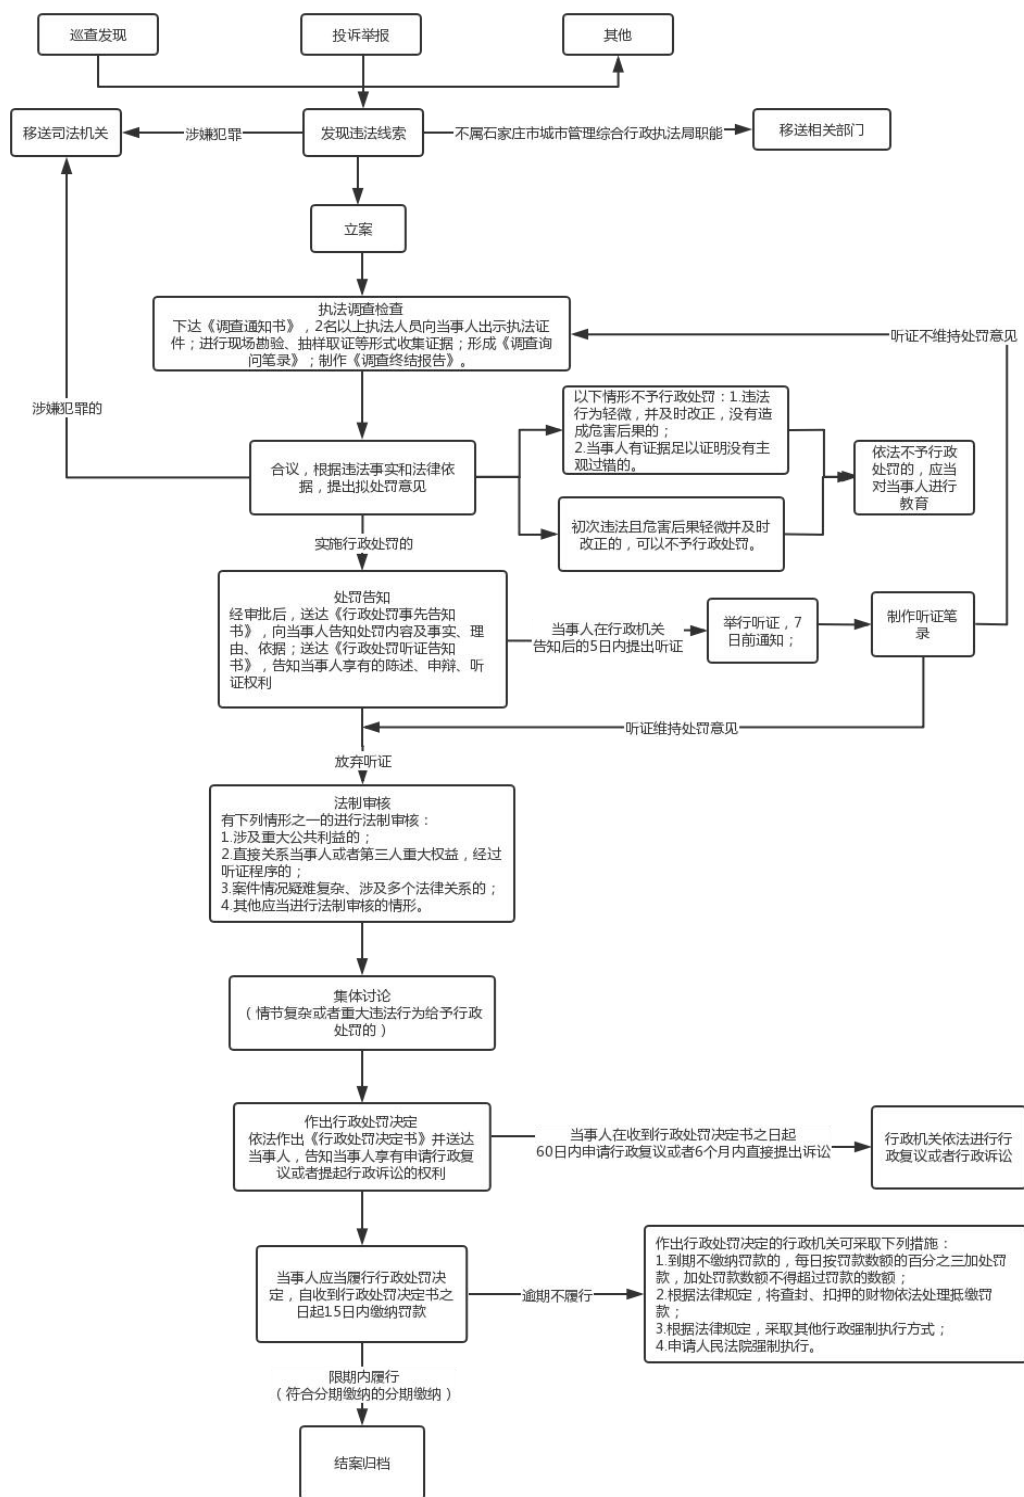 巡查发现
投诉举报
其他
移送司法机关
涉嫌犯罪
发现违法线索
不属石家庄市城市管理综合行政执法局职能
移送相关部门
立案
执法调查检查
下达《调查通知书》，2名以上执法人员向当事人出示执法证
件；进行现场勘验、抽样取证等形式收集证据；形成《调查询
问笔录》；制作《调查终结报告》。
听证不维持处罚意见
涉嫌犯罪的
以下情形不予行政处罚：1.违法
行为轻微，并及时改正，没有造
成危害后果的；
2.当事人有证据足以证明没有主
观过错的。
合议，根据违法事实和法律依
据，提出拟处罚意见
依法不予行政
处罚的，应当
对当事人进行
教育
初次违法且危害后果轻微并及时
改正的，可以不予行政处罚。
实施行政处罚的
处罚告知
经审批后，送达《行政处罚事先告知
书》，向当事人告知处罚内容及事实、理
由、依据；送达《行政处罚听证告知
书》，告知当事人享有的陈述、申辩、听
证权利
当事人在行政机关
告知后的5日内提出听证
举行听证，7
日前通知；
制作听证笔
录
听证维持处罚意见
放弃听证
法制审核
有下列情形之一的进行法制审核：
1.涉及重大公共利益的；
2.直接关系当事人或者第三人重大权益，经过
听证程序的；
3.案件情况疑难复杂、涉及多个法律关系的；
4.其他应当进行法制审核的情形。
集体讨论
（情节复杂或者重大违法行为给予行政
处罚的）
作出行政处罚决定
依法作出《行政处罚决定书》并送达
当事人，告知当事人享有申请行政复
议或者提起行政诉讼的权利
当事人在收到行政处罚决定书之日起
60日内申请行政复议或者6个月内直接提出诉讼
行政机关依法进行行
政复议或者行政诉讼
当事人应当履行行政处罚决
定，自收到行政处罚决定书之
日起15日内缴纳罚款
逾期不履行
作出行政处罚决定的行政机关可采取下列措施：
1.到期不缴纳罚款的，每日按罚款数额的百分之三加处罚
款，加处罚款数额不得超过罚款的数额；
2.根据法律规定，将查封、扣押的财物依法处理抵缴罚
款；
3.根据法律规定，采取其他行政强制执行方式；
4.申请人民法院强制执行。
限期内履行
（符合分期缴纳的分期缴纳）
结案归档